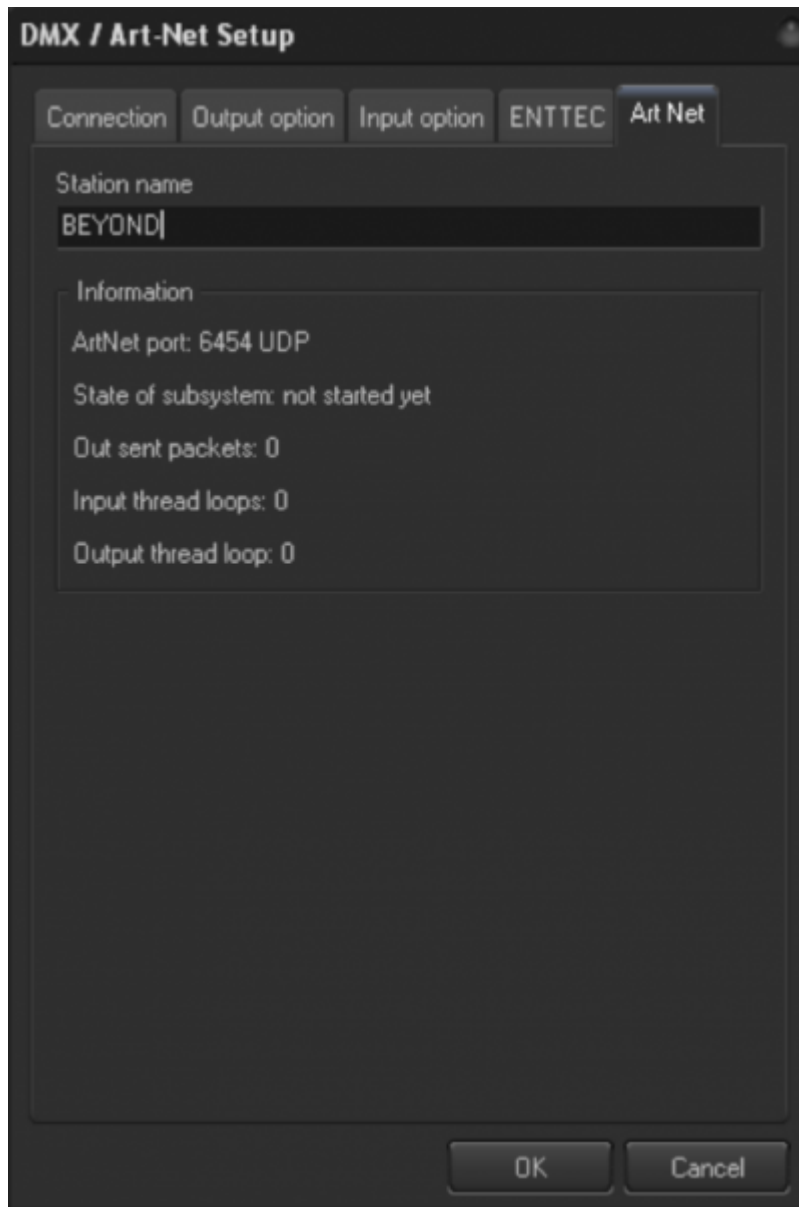 DMX / Art-Net Setup
Connection Output option Input option ENTTEC Art Net
Station name
BEYOND
Information
ArtNet port: 6454 UDP
State of subsystem: not started yet
Out sent packets: 0
Input thread loops: 0
Output thread loop: 0
OK Cancel